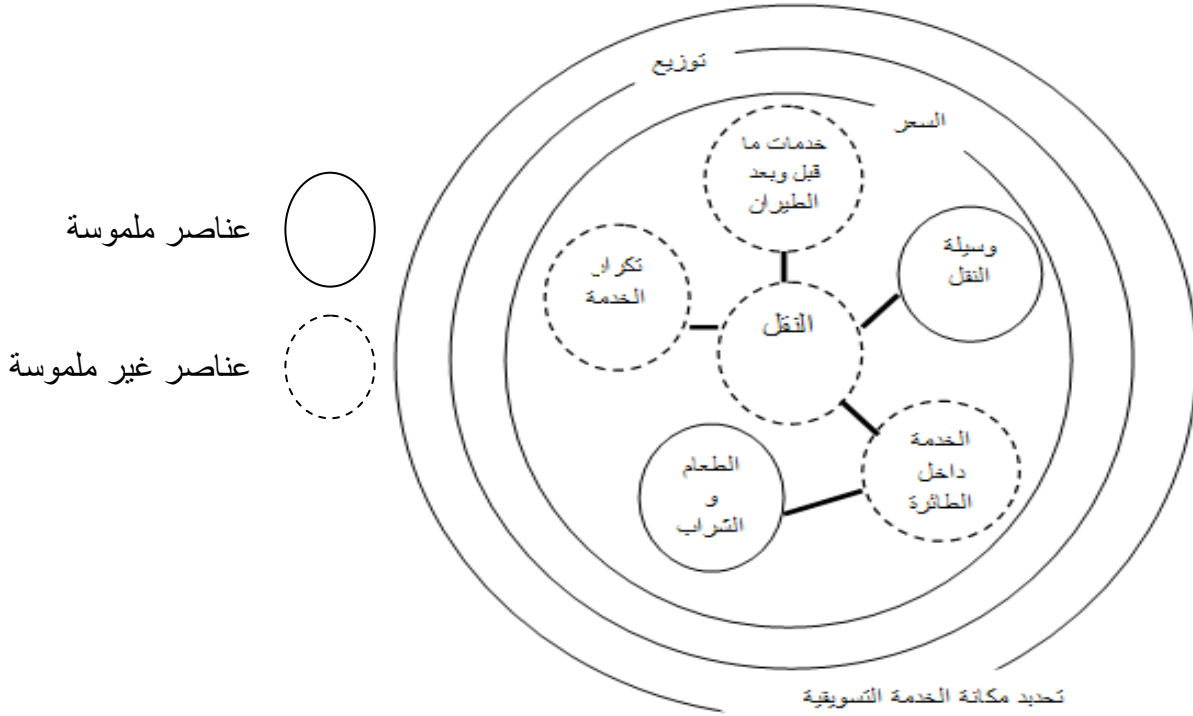 توزيع
السعر
خدمات ما
قبل وبعد
الطيران
وسيلة
النقل
تكرار
الخدمة
النقل
الخدمة
داخل
الطائرة
الطعام
و
الشراب
تحديد مكانة الخدمة التسويقية
عناصر ملموسة
عناصر غير ملموسة